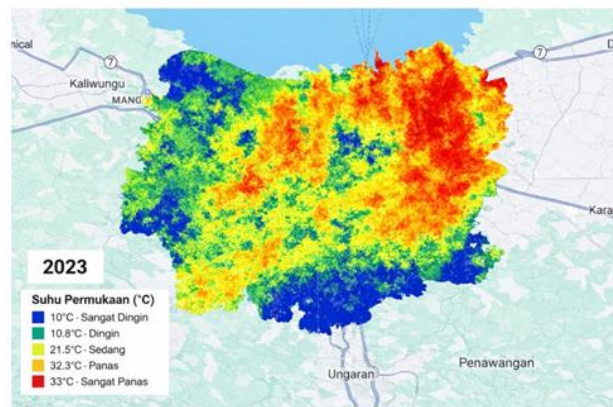 mical
7
Kaliwungu
MANG
D
7
Kara
2023
Suhu Permukaan (°C)
10°C · Sangat Dingin
10.8°C · Dingin
21.5°C · Sedang
32.3°C · Panas
33°C · Sangat Panas
Penawangan
Ungaran